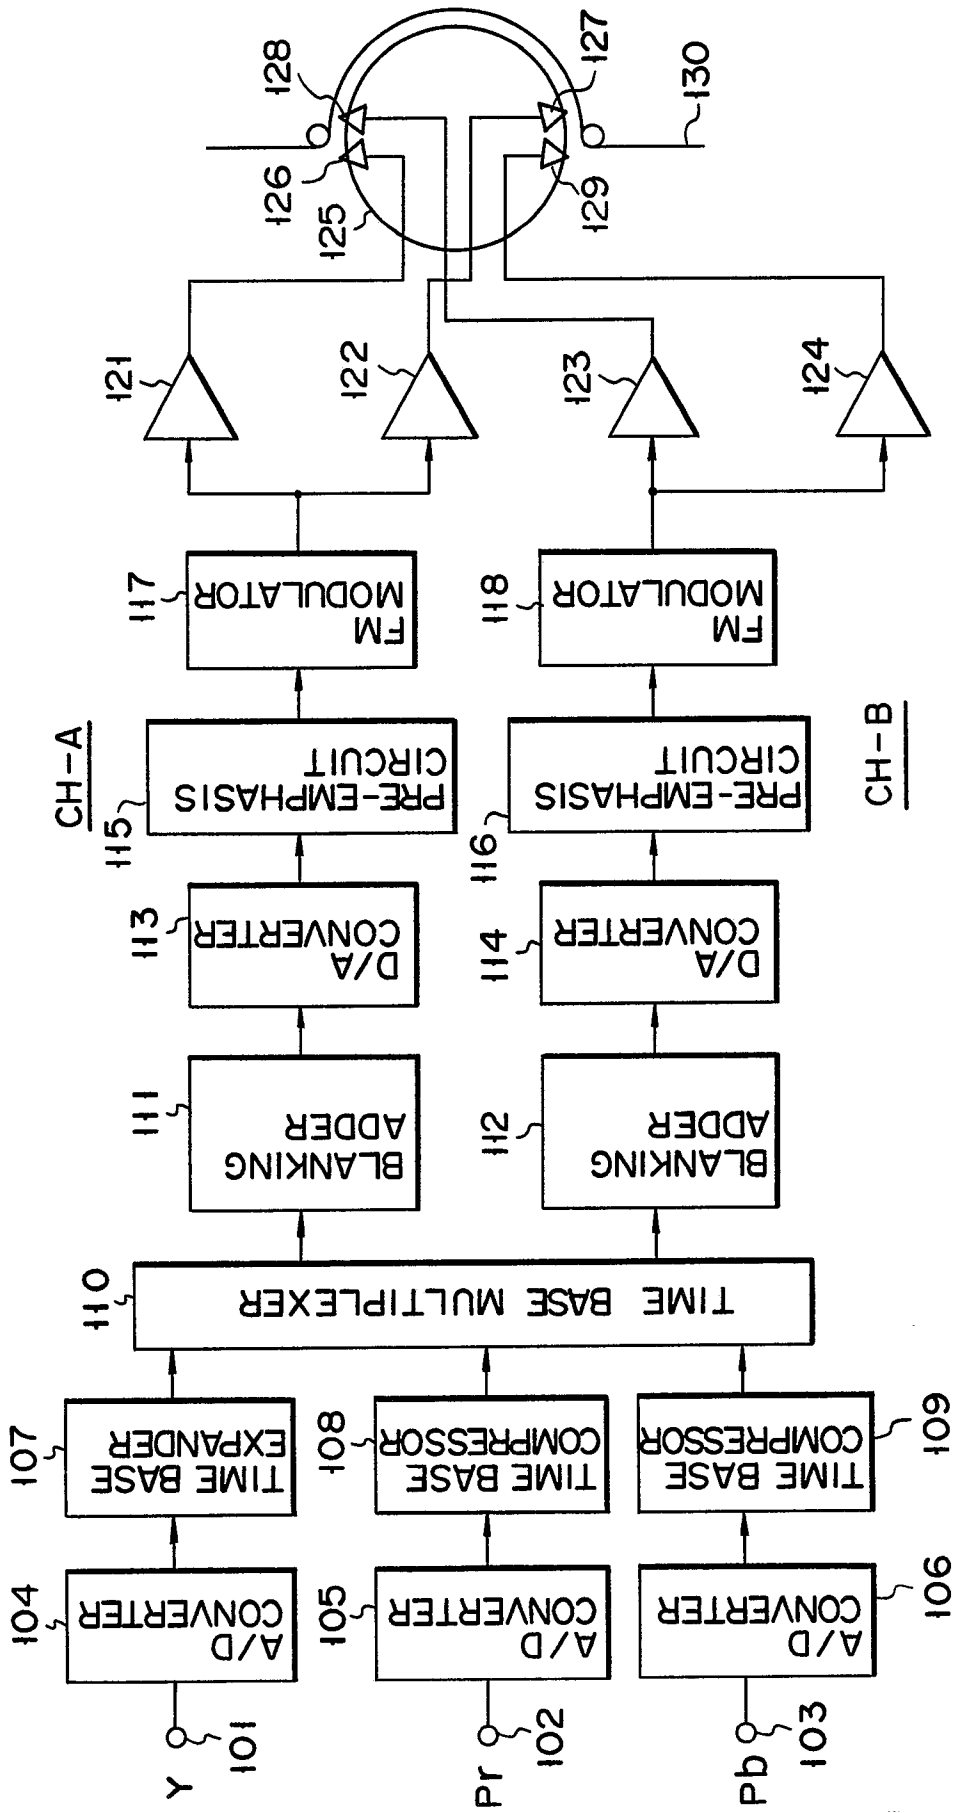 CH-A
Y
101
104
A/D
CONVERTER
107
TIME BASE
EXPANDER
110
TIME BASE MULTIPLEXER
111
BLANKING
ADDER
113
D/A
CONVERTER
115
PRE-EMPHASIS
CIRCUIT
117
FM
MODULATOR
121
122
125
126
128
Pr
102
105
A/D
CONVERTER
108
TIME BASE
COMPRESSOR
112
BLANKING
ADDER
114
D/A
CONVERTER
116
PRE-EMPHASIS
CIRCUIT
118
FM
MODULATOR
123
124
129
127
130
Pb
103
106
A/D
CONVERTER
109
TIME BASE
COMPRESSOR
CH-B